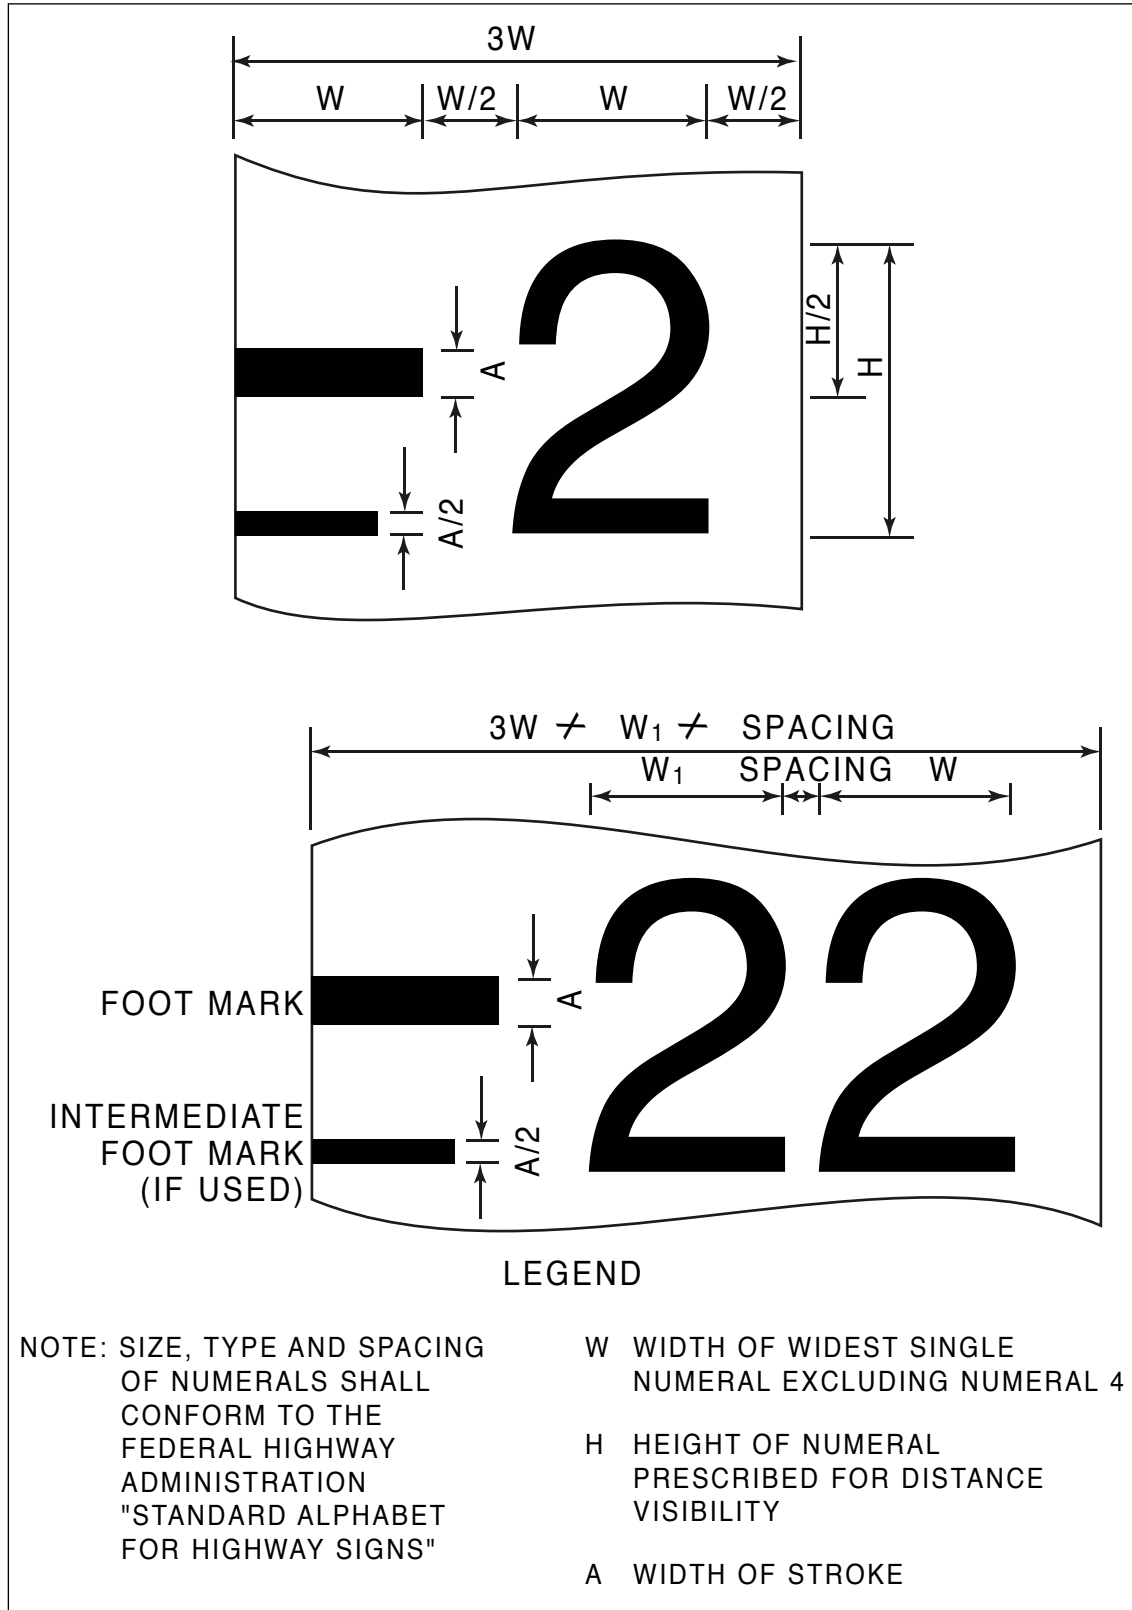 3W
W W/2 W W/2
2
H/2
H
A
A/2
3W ≁ W₁ ≁ SPACING
W₁ SPACING W
22
FOOT MARK
A
INTERMEDIATE
FOOT MARK
(IF USED)
A/2
LEGEND
NOTE: SIZE, TYPE AND SPACING
OF NUMERALS SHALL
CONFORM TO THE
FEDERAL HIGHWAY
ADMINISTRATION
"STANDARD ALPHABET
FOR HIGHWAY SIGNS"
W WIDTH OF WIDEST SINGLE
NUMERAL EXCLUDING NUMERAL 4
H HEIGHT OF NUMERAL
PRESCRIBED FOR DISTANCE
VISIBILITY
A WIDTH OF STROKE